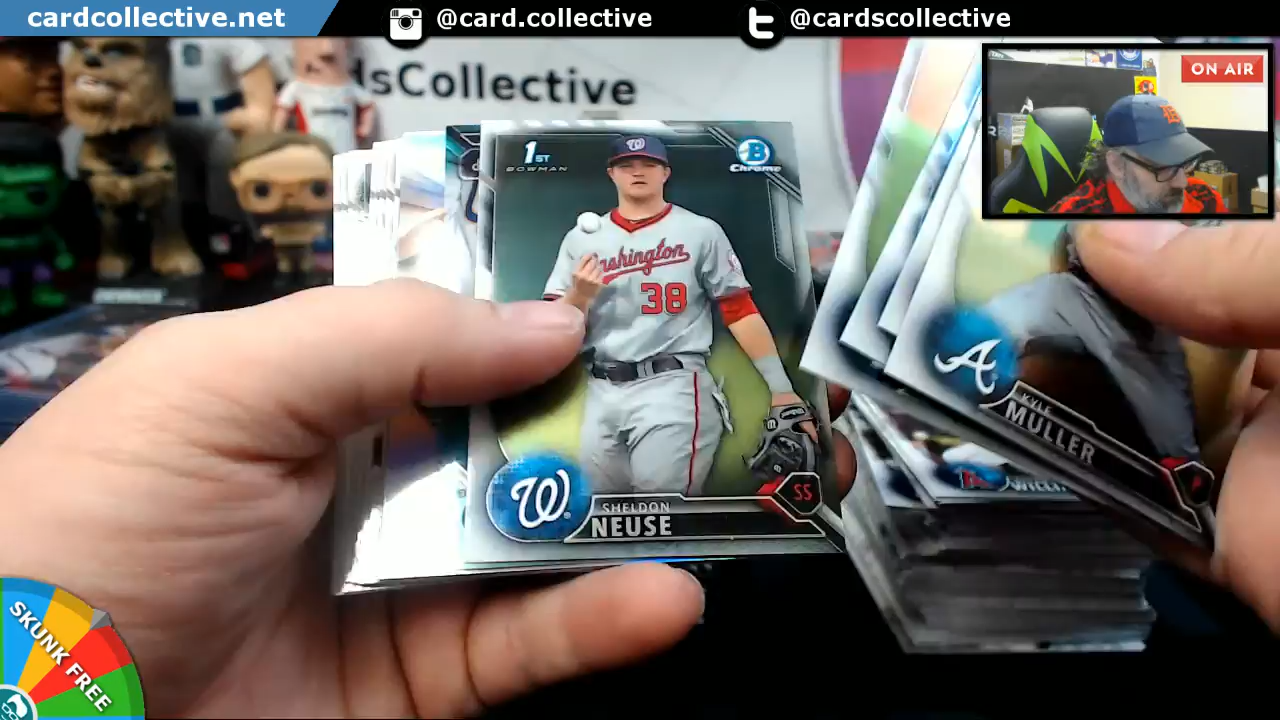 cardcollective.net
@card.collective
@cardscollective
dsCollective
ON AIR
1ST
BOWMAN
B
Chrome
W
Washington
38
A
KYLE
MULLER
P
W
SHELDON
NEUSE
SS
SKUNK FREE